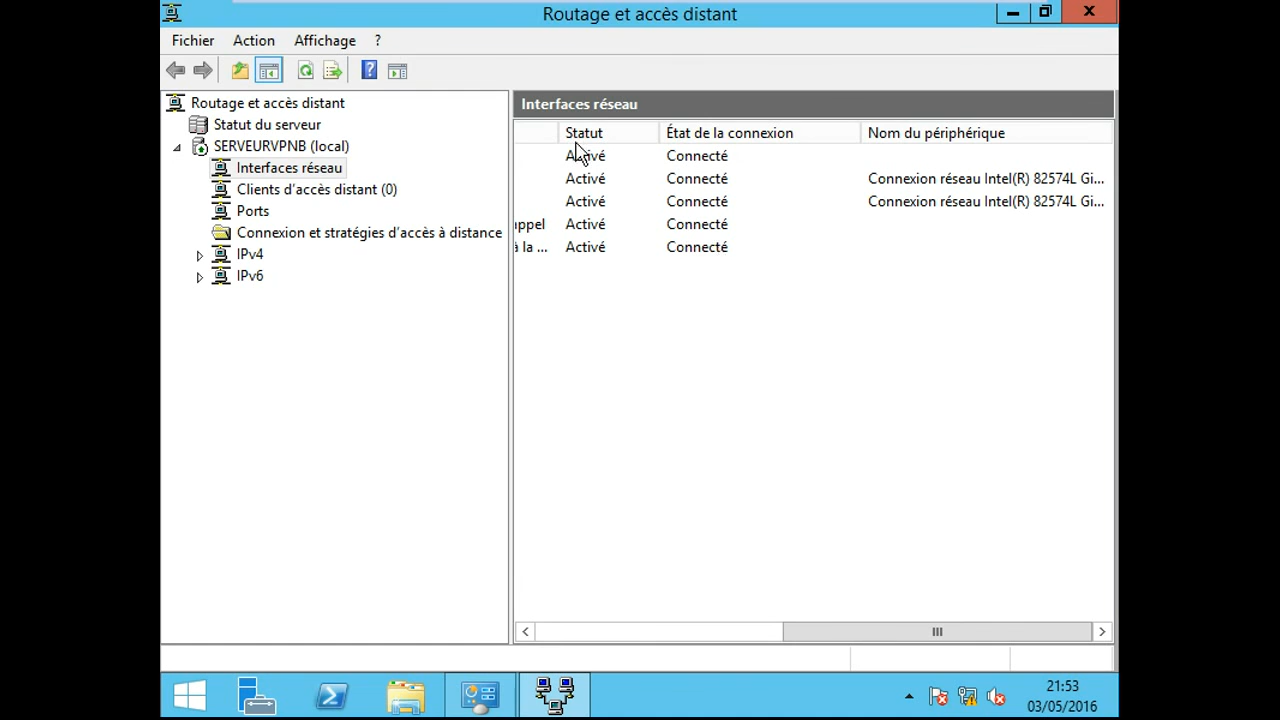 Routage et accès distant
Fichier Action Affichage ?
Routage et accès distant
Statut du serveur
SERVEURVPNB (local)
Interfaces réseau
Clients d'accès distant (0)
Ports
Connexion et stratégies d'accès à distance
IPv4
IPv6
Interfaces réseau
Statut État de la connexion Nom du périphérique
Activé Connecté
Activé Connecté Connexion réseau Intel(R) 82574L Gi...
Activé Connecté Connexion réseau Intel(R) 82574L Gi...
appel Activé Connecté
à la ... Activé Connecté
21:53
03/05/2016